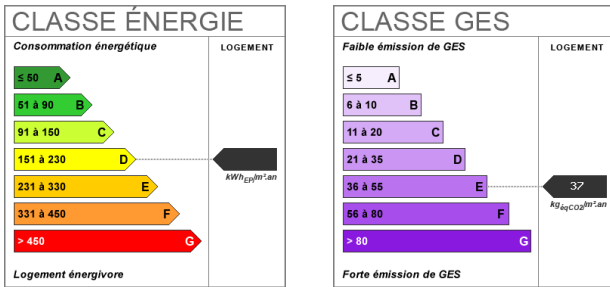 CLASSE ÉNERGIE
Consommation énergétique
LOGEMENT
≤ 50 A
51 à 90 B
91 à 150 C
151 à 230 D
kWhEP/m².an
231 à 330 E
331 à 450 F
> 450 G
Logement énergivore
CLASSE GES
Faible émission de GES
LOGEMENT
≤ 5 A
6 à 10 B
11 à 20 C
21 à 35 D
36 à 55 E
37
kgéqCO2/m².an
56 à 80 F
> 80 G
Forte émission de GES